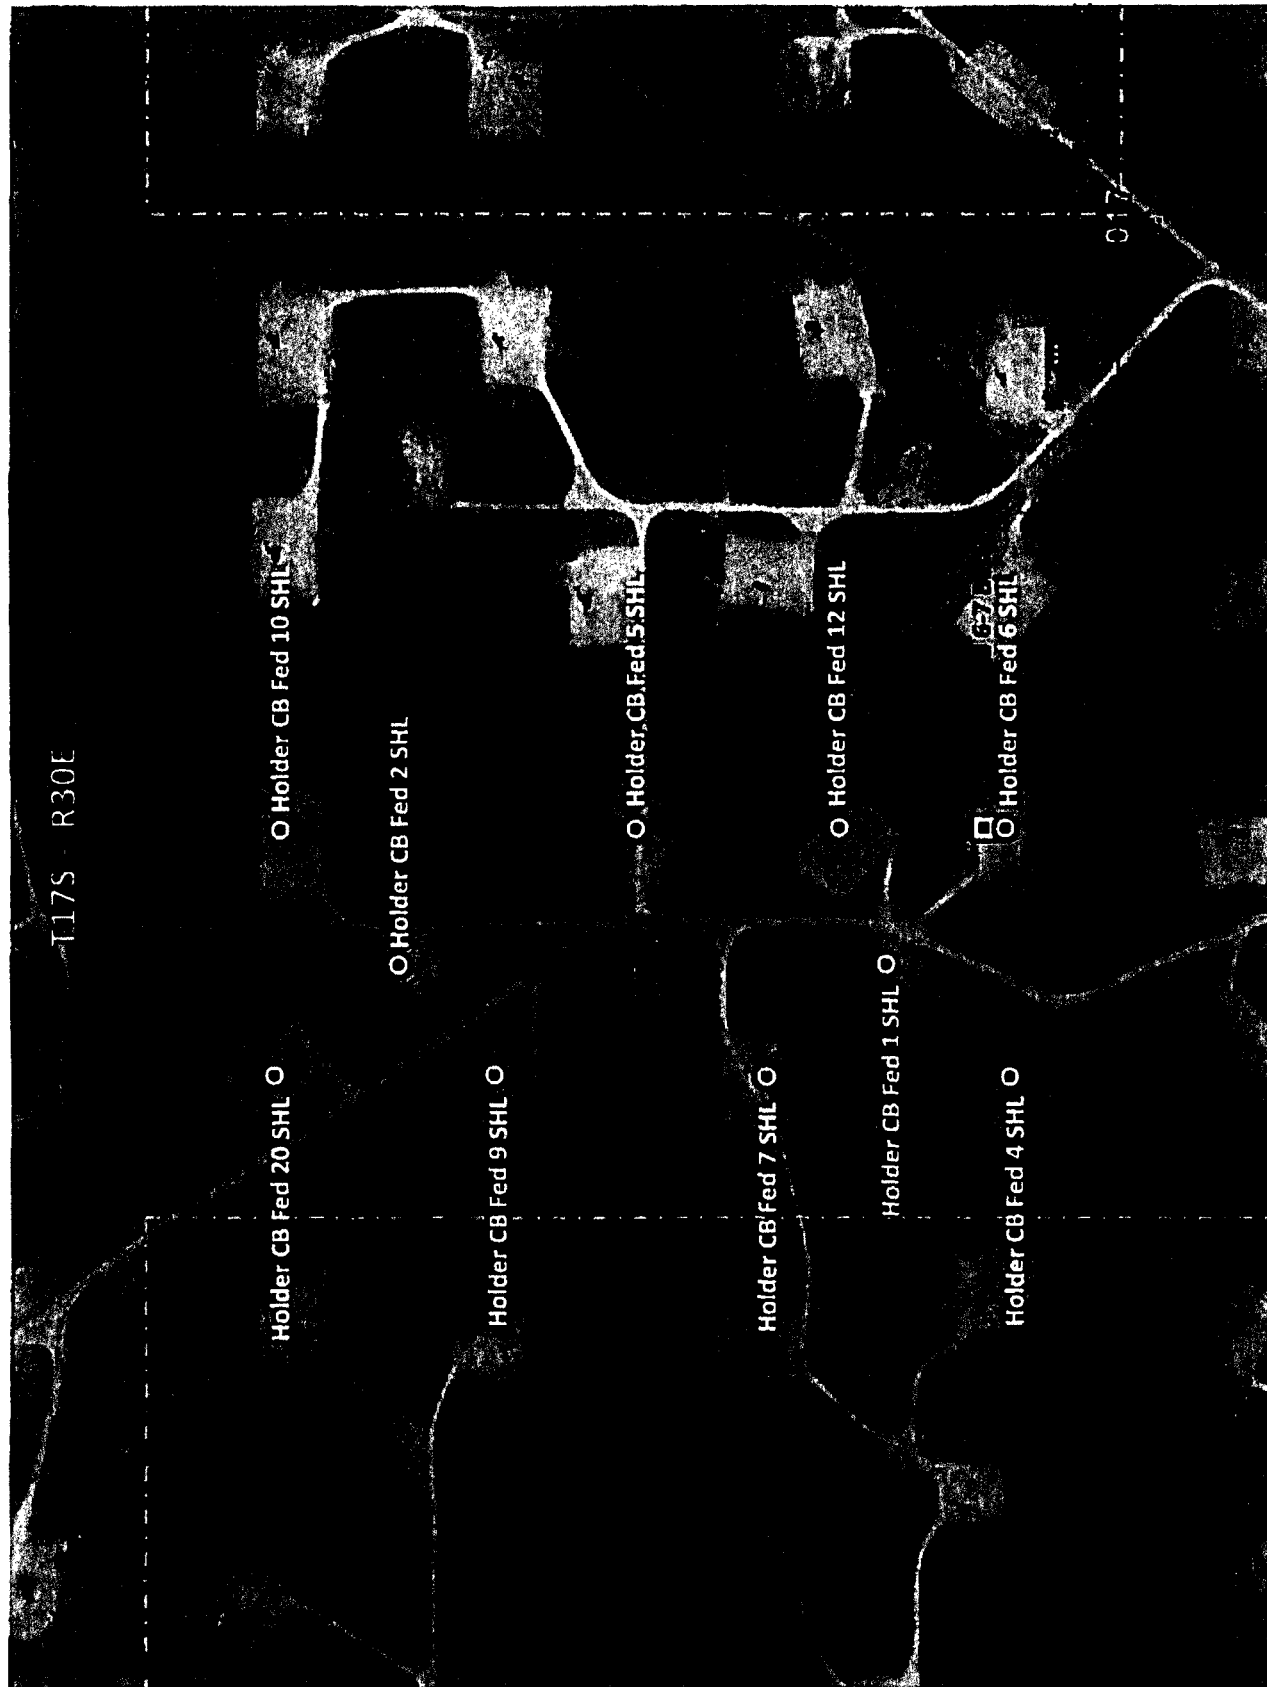 T17S - R30E
Holder CB Fed 20 SHL
Holder CB Fed 10 SHL
Holder CB Fed 2 SHL
Holder CB Fed 9 SHL
Holder CB Fed 5 SHL
Holder CB Fed 7 SHL
Holder CB Fed 12 SHL
Holder CB Fed 1 SHL
Holder CB Fed 4 SHL
Holder CB Fed 6 SHL
017